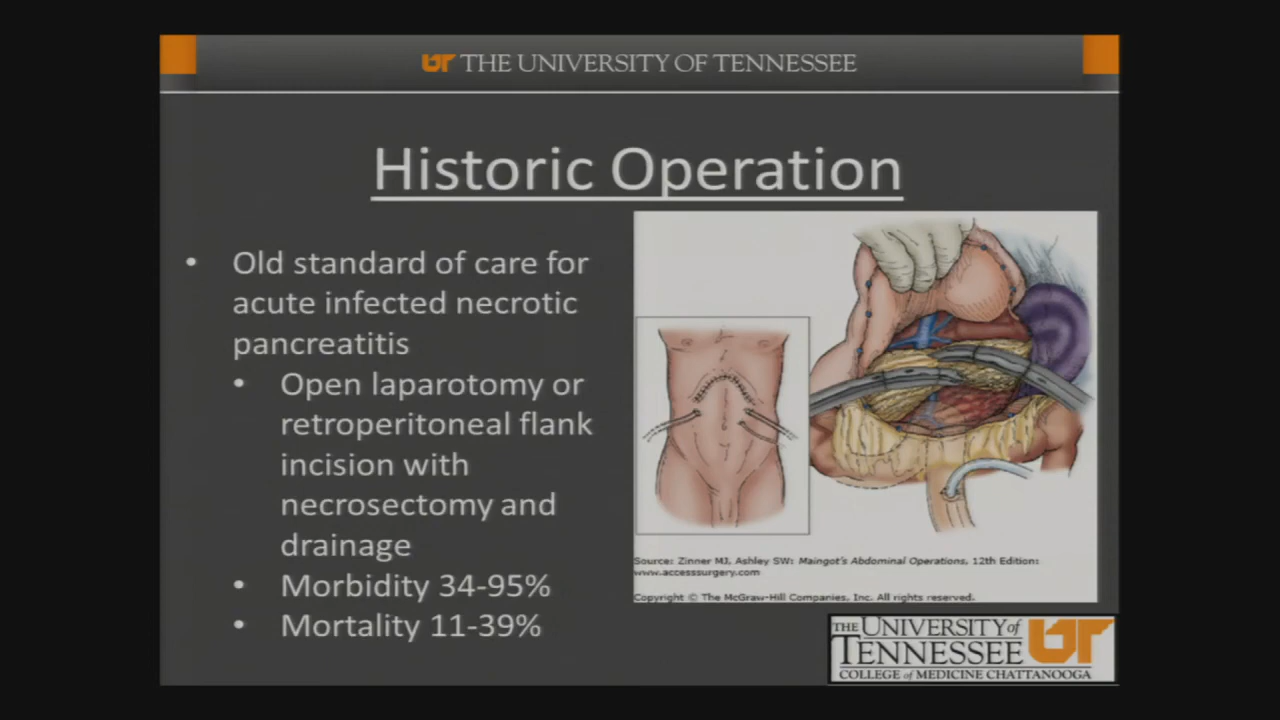 UT THE UNIVERSITY OF TENNESSEE
Historic Operation
• Old standard of care for
acute infected necrotic
pancreatitis
• Open laparotomy or
retroperitoneal flank
incision with
necrosectomy and
drainage
• Morbidity 34-95%
• Mortality 11-39%
Source: Zinner MJ, Ashley SW: Maingot's Abdominal Operations, 12th Edition:
www.accesssurgery.com
Copyright © The McGraw-Hill Companies, Inc. All rights reserved.
THE UNIVERSITY of UT
TENNESSEE
COLLEGE of MEDICINE CHATTANOOGA